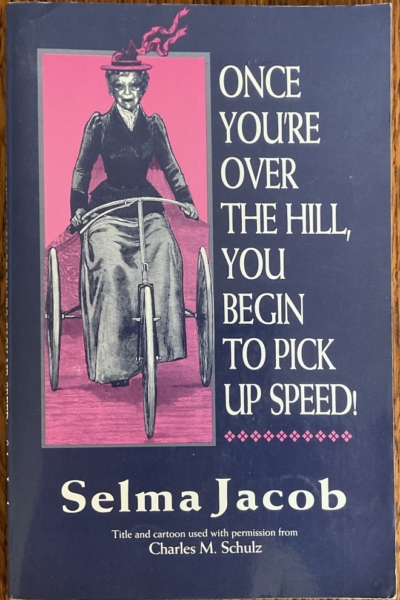 ONCE
YOU'RE
OVER
THE HILL,
YOU
BEGIN
TO PICK
UP SPEED!
Selma Jacob
Title and cartoon used with permission from
Charles M. Schulz